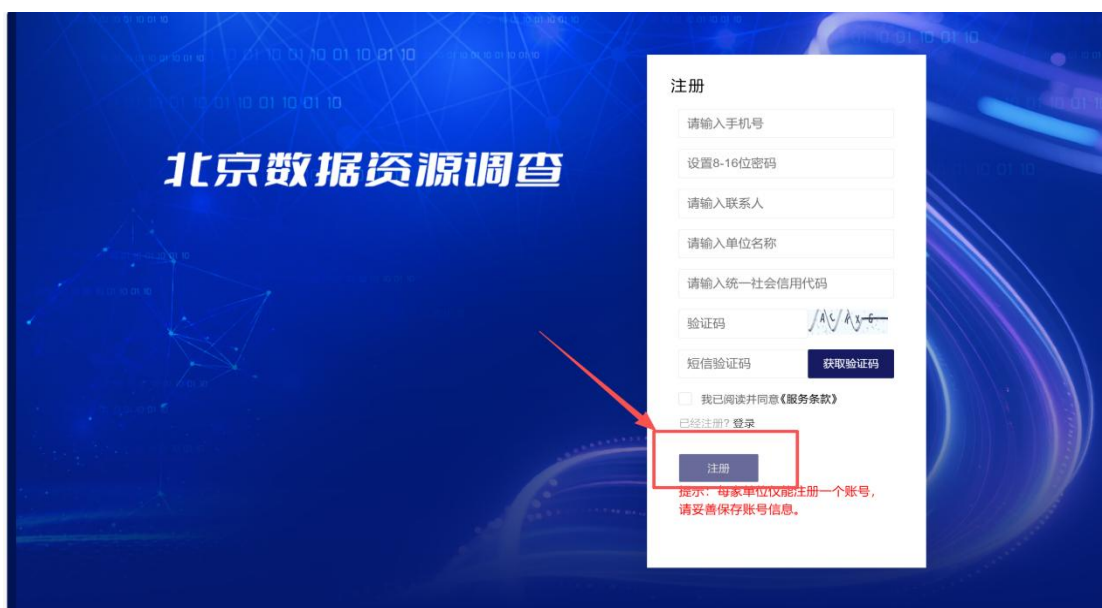 北京数据资源调查
注册
请输入手机号
设置8-16位密码
请输入联系人
请输入单位名称
请输入统一社会信用代码
验证码
短信验证码 获取验证码
我已阅读并同意《服务条款》
已经注册? 登录
注册
提示: 每家单位仅能注册一个账号,
请妥善保存账号信息。